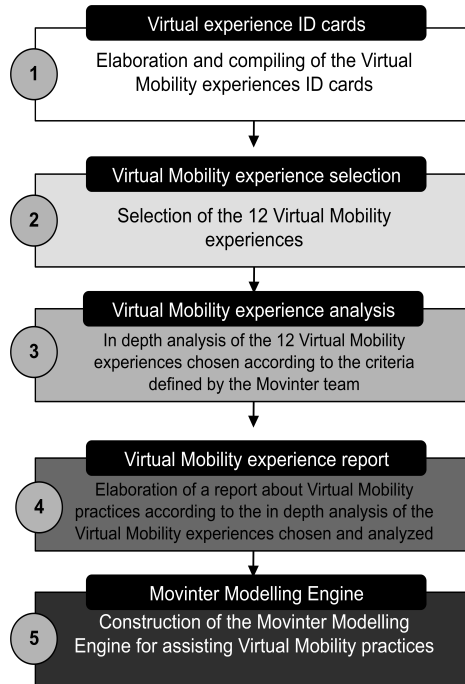 Virtual experience ID cards
1
Elaboration and compiling of the Virtual
Mobility experiences ID cards
Virtual Mobility experience selection
2
Selection of the 12 Virtual Mobility
experiences
Virtual Mobility experience analysis
3
In depth analysis of the 12 Virtual Mobility
experiences chosen according to the criteria
defined by the Movinter team
Virtual Mobility experience report
4
Elaboration of a report about Virtual Mobility
practices according to the in depth analysis of the
Virtual Mobility experiences chosen and analyzed
Movinter Modelling Engine
5
Construction of the Movinter Modelling
Engine for assisting Virtual Mobility practices